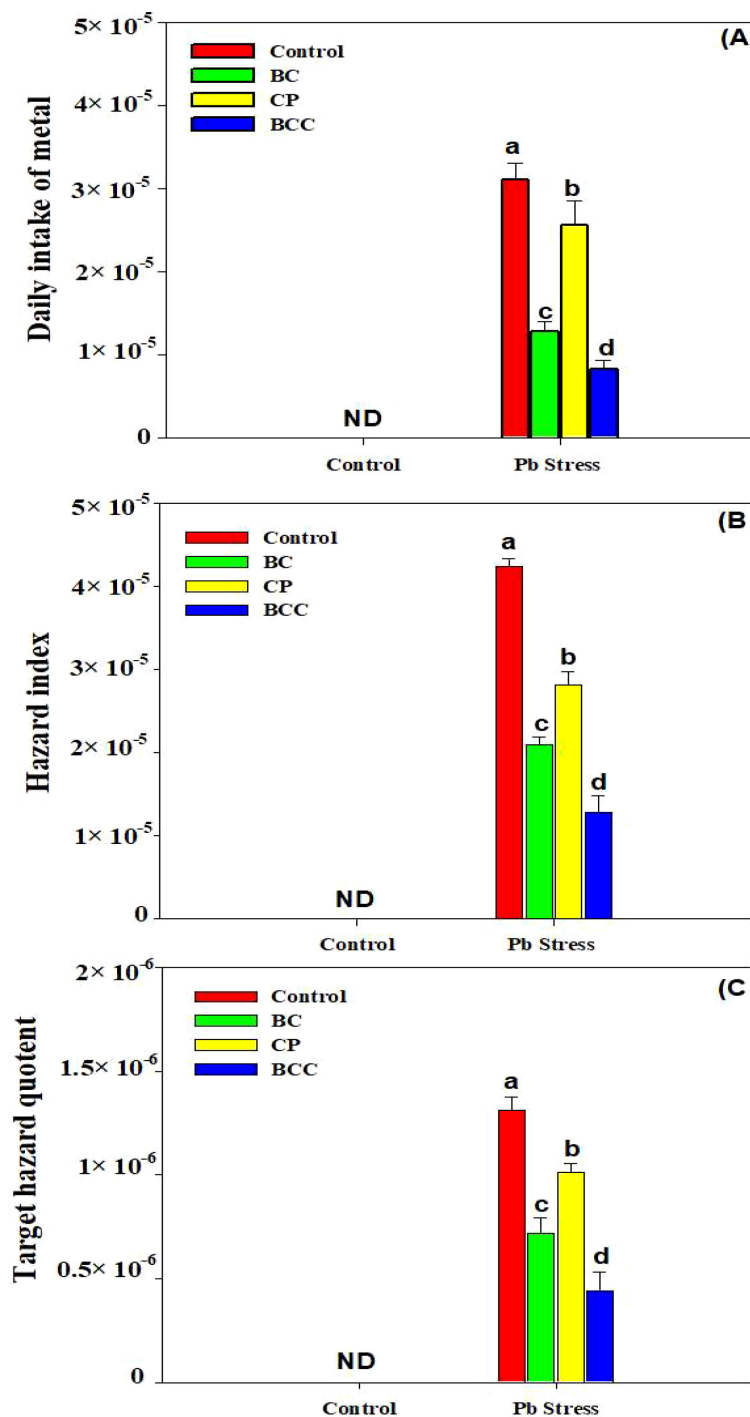 (A)
5× 10-5
Control
BC
CP
BCC
4× 10-5
3× 10-5
2× 10-5
1× 10-5
0
Daily intake of metal
a
b
c
d
ND
Control Pb Stress
(B
5× 10-5
Control
BC
CP
BCC
4× 10-5
3× 10-5
2× 10-5
1× 10-5
0
Hazard index
a
b
c
d
ND
Control Pb Stress
(C
2× 10-6
Control
BC
CP
BCC
1.5× 10-6
1× 10-6
0.5× 10-6
0
Target hazard quotent
a
b
c
d
ND
Control Pb Stress